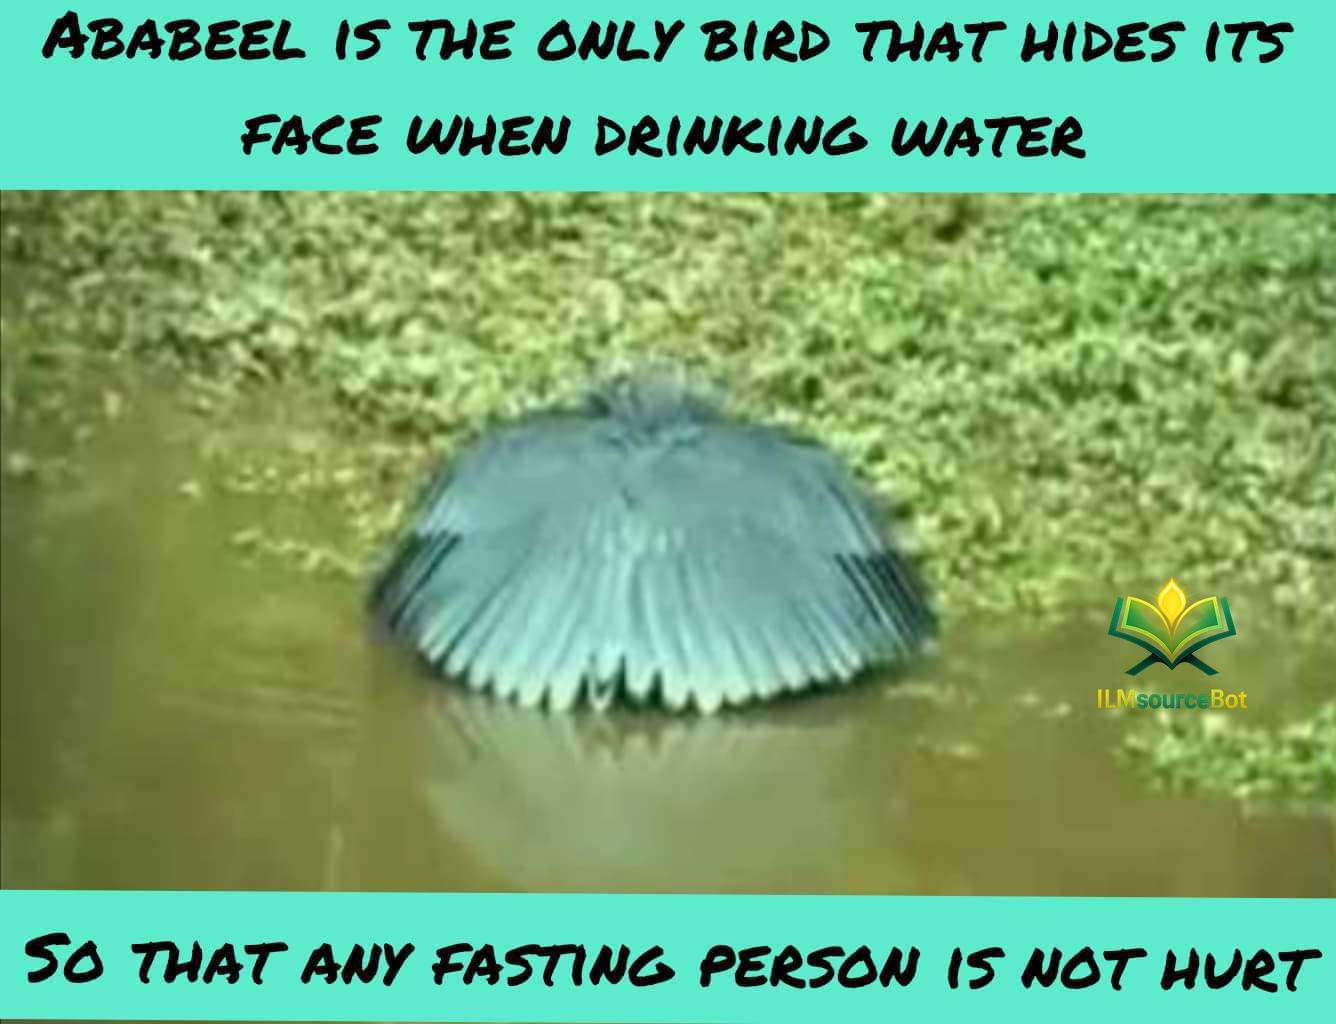 Ababeel is the only bird that hides its
face when drinking water
ILMsourceBot
So that any fasting person is not hurt